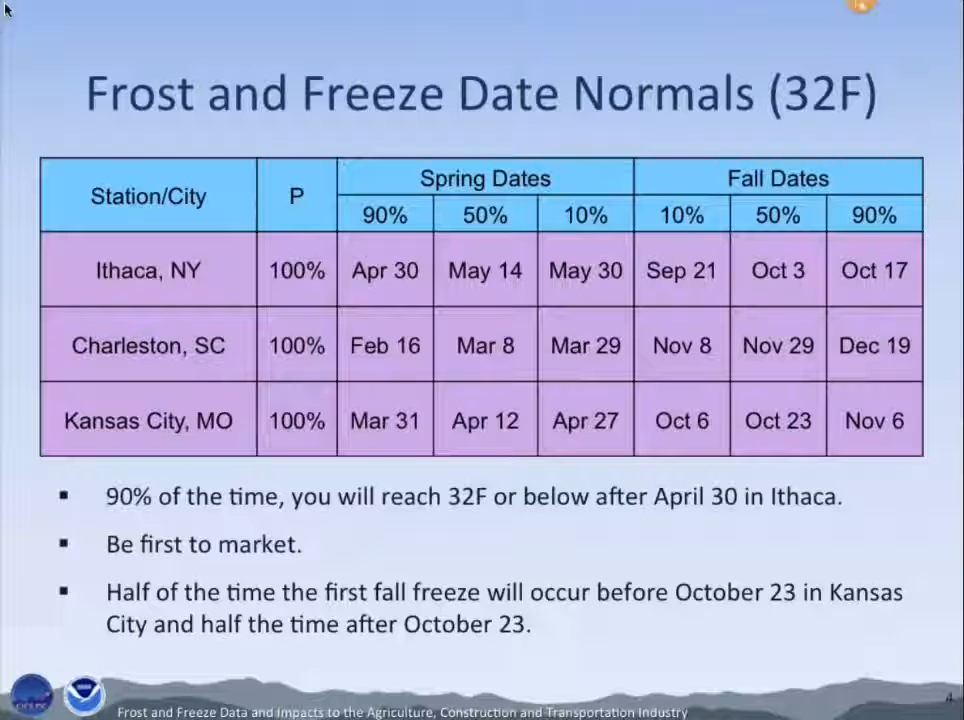 Frost and Freeze Date Normals (32F)
Station/City P Spring Dates Fall Dates
90% 50% 10% 10% 50% 90%
Ithaca, NY 100% Apr 30 May 14 May 30 Sep 21 Oct 3 Oct 17
Charleston, SC 100% Feb 16 Mar 8 Mar 29 Nov 8 Nov 29 Dec 19
Kansas City, MO 100% Mar 31 Apr 12 Apr 27 Oct 6 Oct 23 Nov 6
▪ 90% of the time, you will reach 32F or below after April 30 in Ithaca.
▪ Be first to market.
▪ Half of the time the first fall freeze will occur before October 23 in Kansas
City and half the time after October 23.
4
Frost and Freeze Data and Impacts to the Agriculture, Construction and Transportation Industry